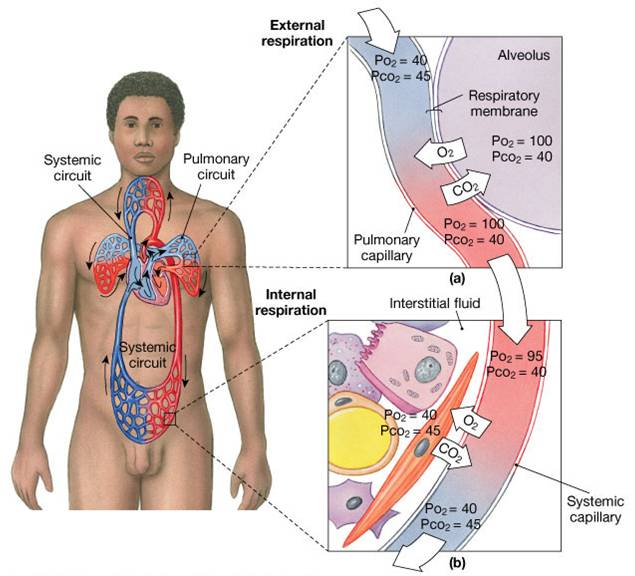 External
respiration
Po2 = 40
Pco2 = 45
Alveolus
Respiratory
membrane
Po2 = 100
Pco2 = 40
O2
CO2
Po2 = 100
Pco2 = 40
Pulmonary
capillary
(a)
Systemic
circuit
Pulmonary
circuit
Systemic
circuit
Internal
respiration
Interstitial fluid
Po2 = 95
Pco2 = 40
Po2 = 40
Pco2 = 45
O2
CO2
Po2 = 40
Pco2 = 45
Systemic
capillary
(b)